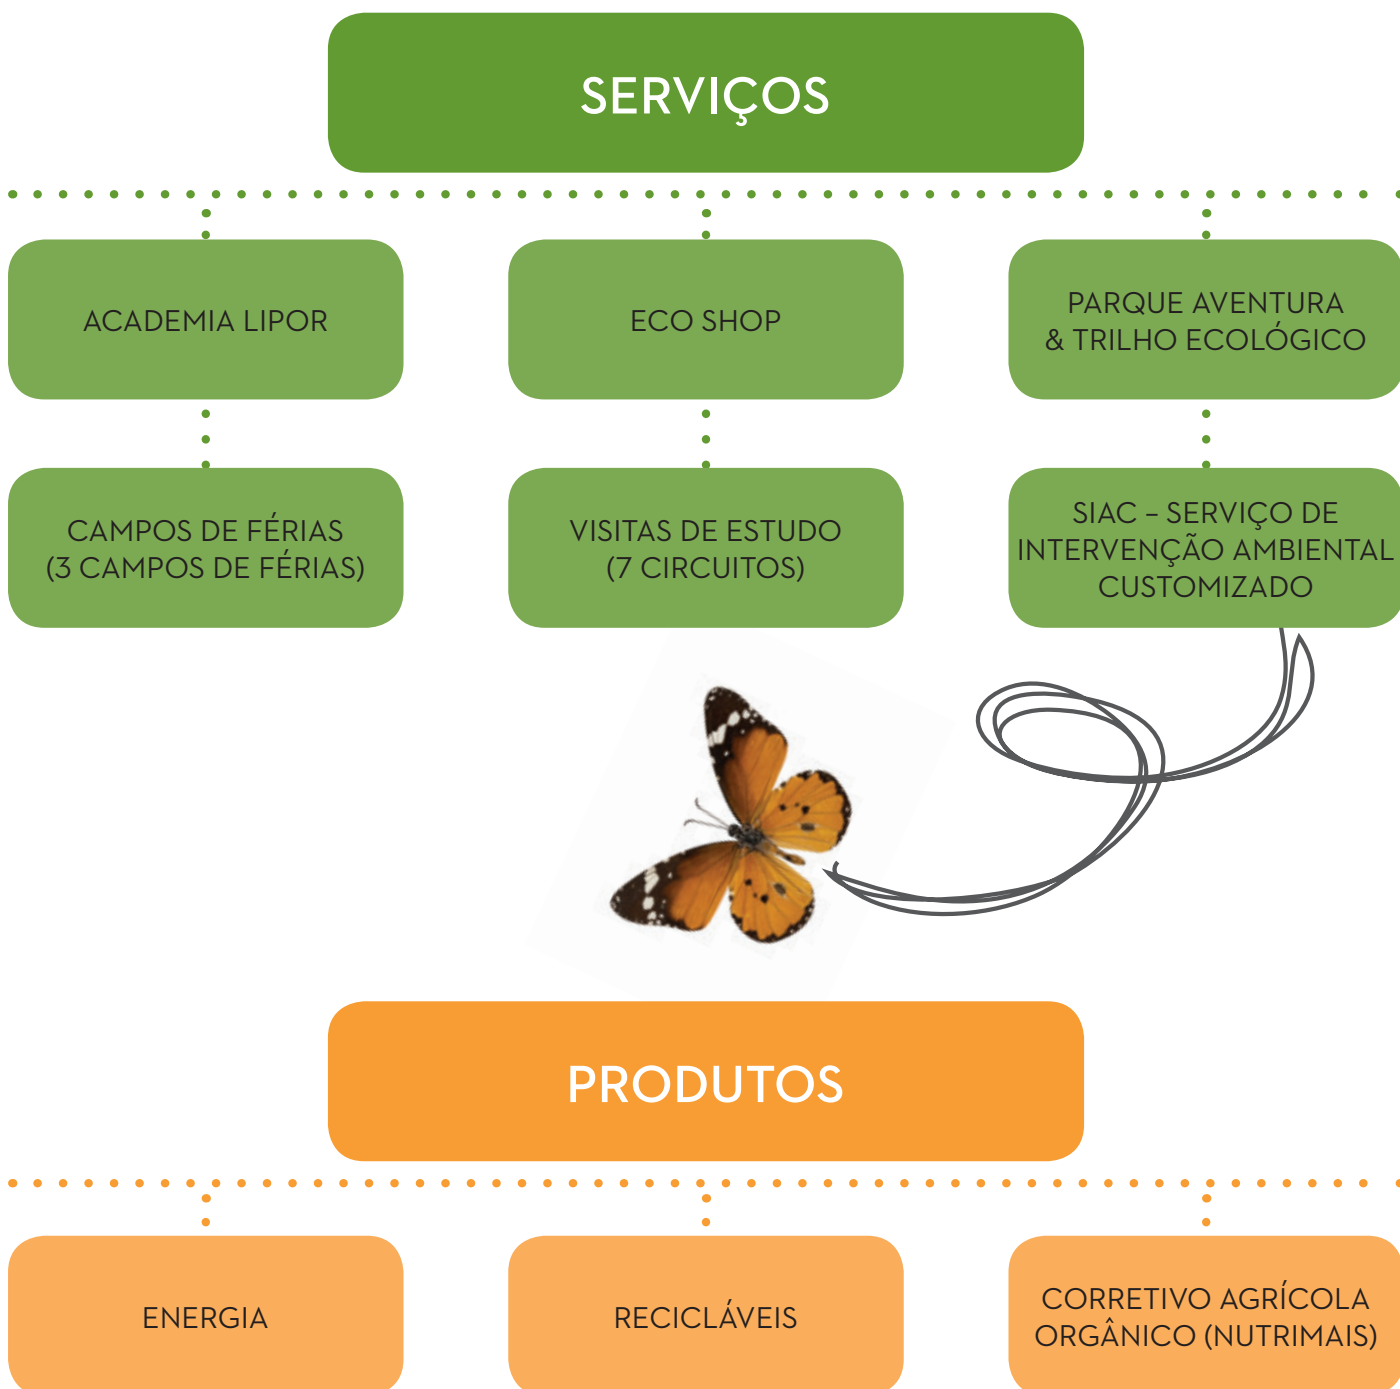 SERVIÇOS
ACADEMIA LIPOR
ECO SHOP
PARQUE AVENTURA
& TRILHO ECOLÓGICO
CAMPOS DE FÉRIAS
(3 CAMPOS DE FÉRIAS)
VISITAS DE ESTUDO
(7 CIRCUITOS)
SIAC – SERVIÇO DE
INTERVENÇÃO AMBIENTAL
CUSTOMIZADO
PRODUTOS
ENERGIA
RECICLÁVEIS
CORRETIVO AGRÍCOLA
ORGÂNICO (NUTRIMAIS)